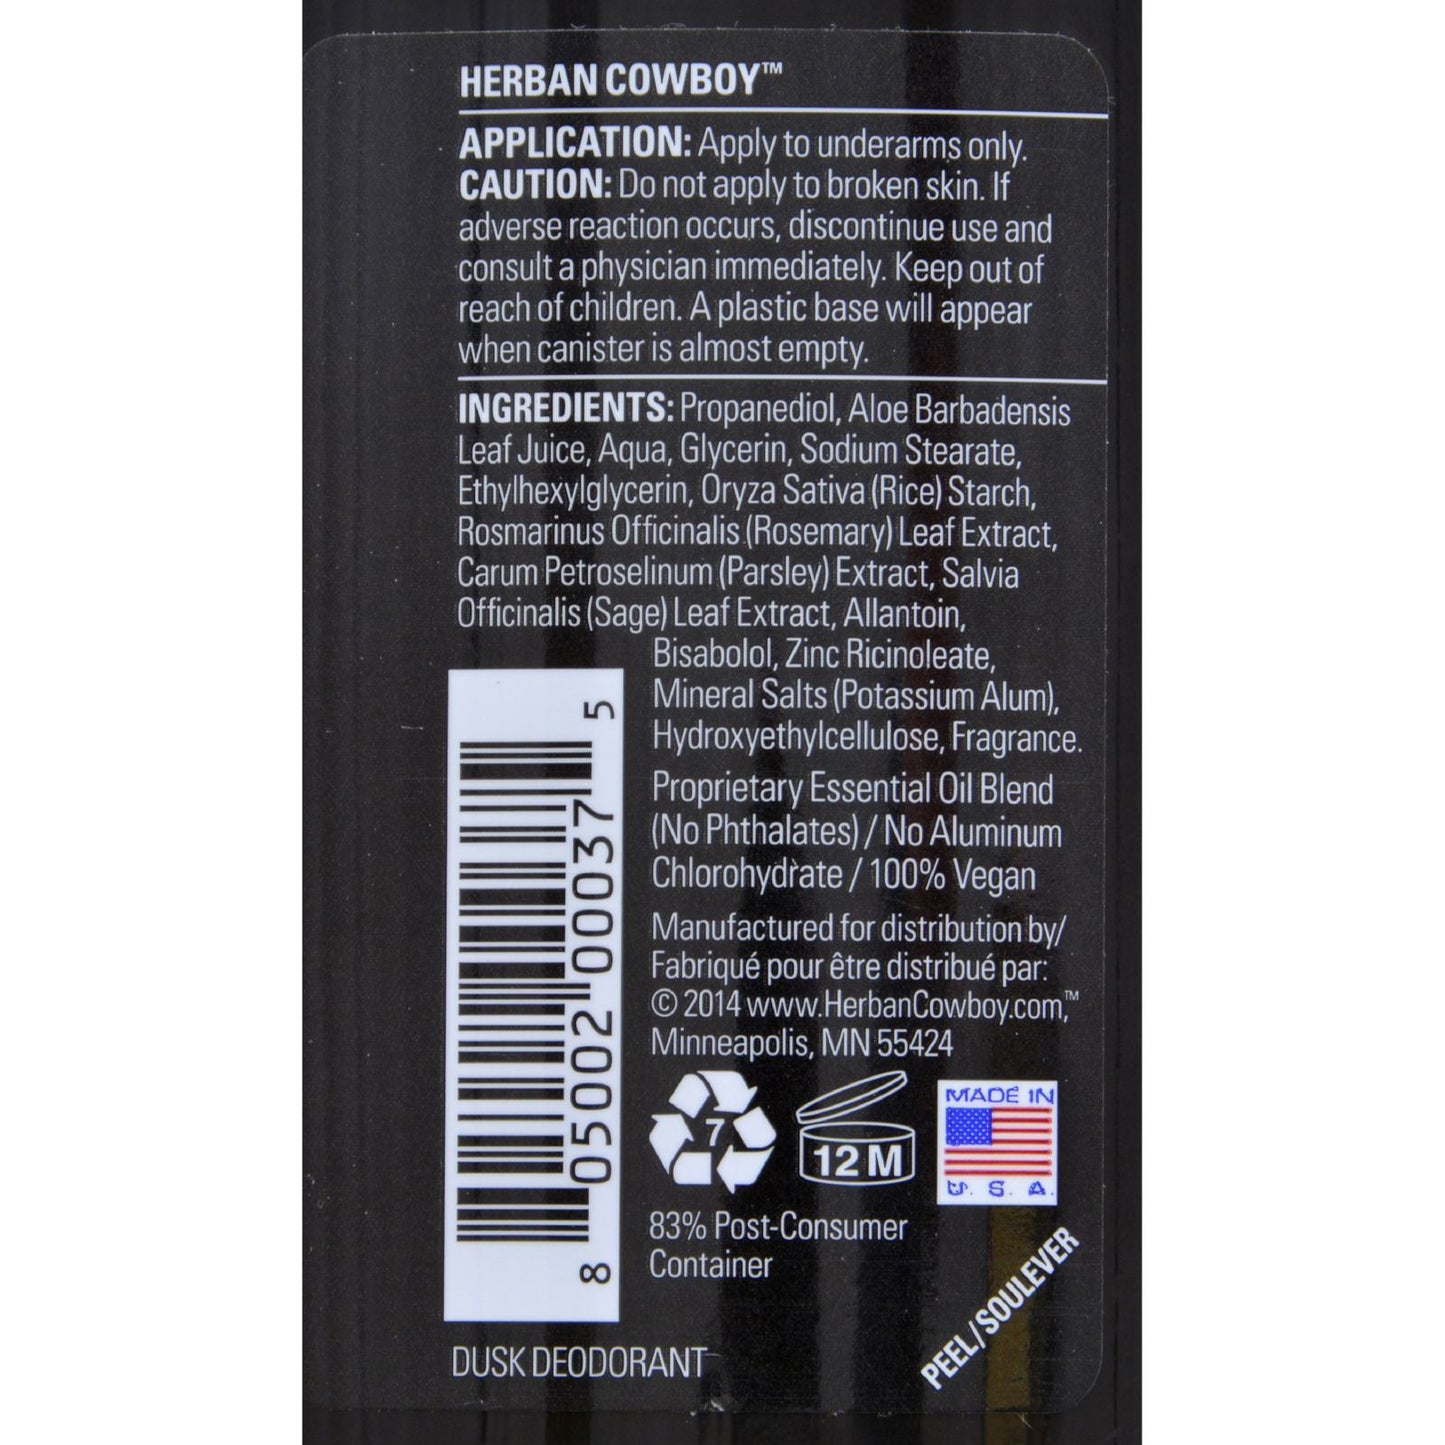 HERBAN COWBOY™
APPLICATION: Apply to underarms only.
CAUTION: Do not apply to broken skin. If
adverse reaction occurs, discontinue use and
consult a physician immediately. Keep out of
reach of children. A plastic base will appear
when canister is almost empty.
INGREDIENTS: Propanediol, Aloe Barbadensis
Leaf Juice, Aqua, Glycerin, Sodium Stearate,
Ethylhexylglycerin, Oryza Sativa (Rice) Starch,
Rosmarinus Officinalis (Rosemary) Leaf Extract,
Carum Petroselinum (Parsley) Extract, Salvia
Officinalis (Sage) Leaf Extract, Allantoin,
Bisabolol, Zinc Ricinoleate,
Mineral Salts (Potassium Alum),
Hydroxyethylcellulose, Fragrance.
Proprietary Essential Oil Blend
(No Phthalates) / No Aluminum
Chlorohydrate / 100% Vegan
Manufactured for distribution by/
Fabriqué pour être distribué par:
© 2014 www.HerbanCowboy.com,™
Minneapolis, MN 55424
8 05002 00037 5
7
12 M
MADE IN
U. S. A.
83% Post-Consumer
Container
PEEL/SOULEVER
DUSK DEODORANT